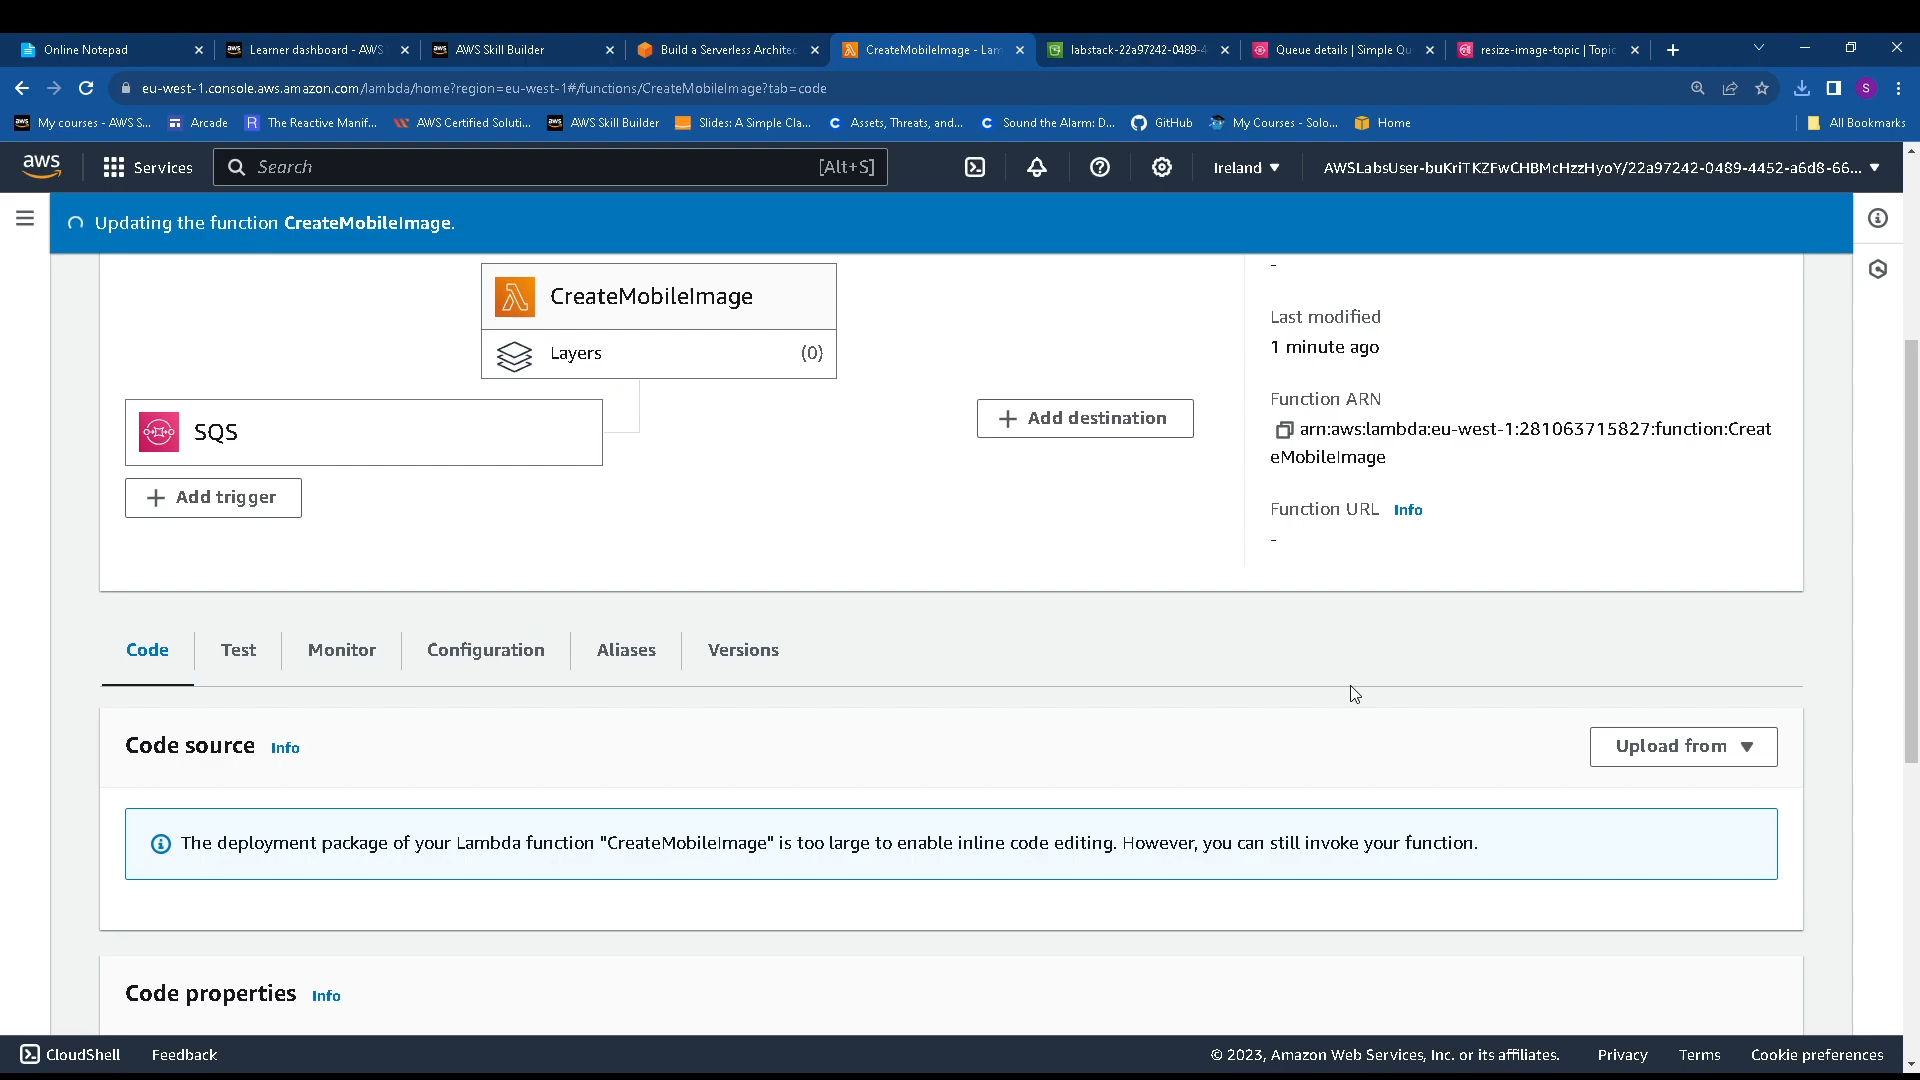 Online Notepad
Learner dashboard - AWS
AWS Skill Builder
Build a Serverless Architec
CreateMobileImage - Lam
labstack-22a97242-0489-4
Queue details | Simple Qu
resize-image-topic | Topic
eu-west-1.console.aws.amazon.com/lambda/home?region=eu-west-1#/functions/CreateMobileImage?tab=code
S
My courses - AWS S...
Arcade
The Reactive Manif...
AWS Certified Soluti...
AWS Skill Builder
Slides: A Simple Cla...
Assets, Threats, and...
Sound the Alarm: D...
GitHub
My Courses - Solo...
Home
All Bookmarks
aws
Services
Search
[Alt+S]
Ireland
AWSLabsUser-buKriTKZFwCHBMcHzzHyoY/22a97242-0489-4452-a6d8-66...
Updating the function CreateMobileImage.
CreateMobileImage
Layers
(0)
SQS
Add trigger
Add destination
-
Last modified
1 minute ago
Function ARN
arn:aws:lambda:eu-west-1:281063715827:function:Creat
eMobileImage
Function URL Info
-
Code
Test
Monitor
Configuration
Aliases
Versions
Code source Info
Upload from
The deployment package of your Lambda function "CreateMobileImage" is too large to enable inline code editing. However, you can still invoke your function.
Code properties Info
CloudShell
Feedback
© 2023, Amazon Web Services, Inc. or its affiliates.
Privacy
Terms
Cookie preferences